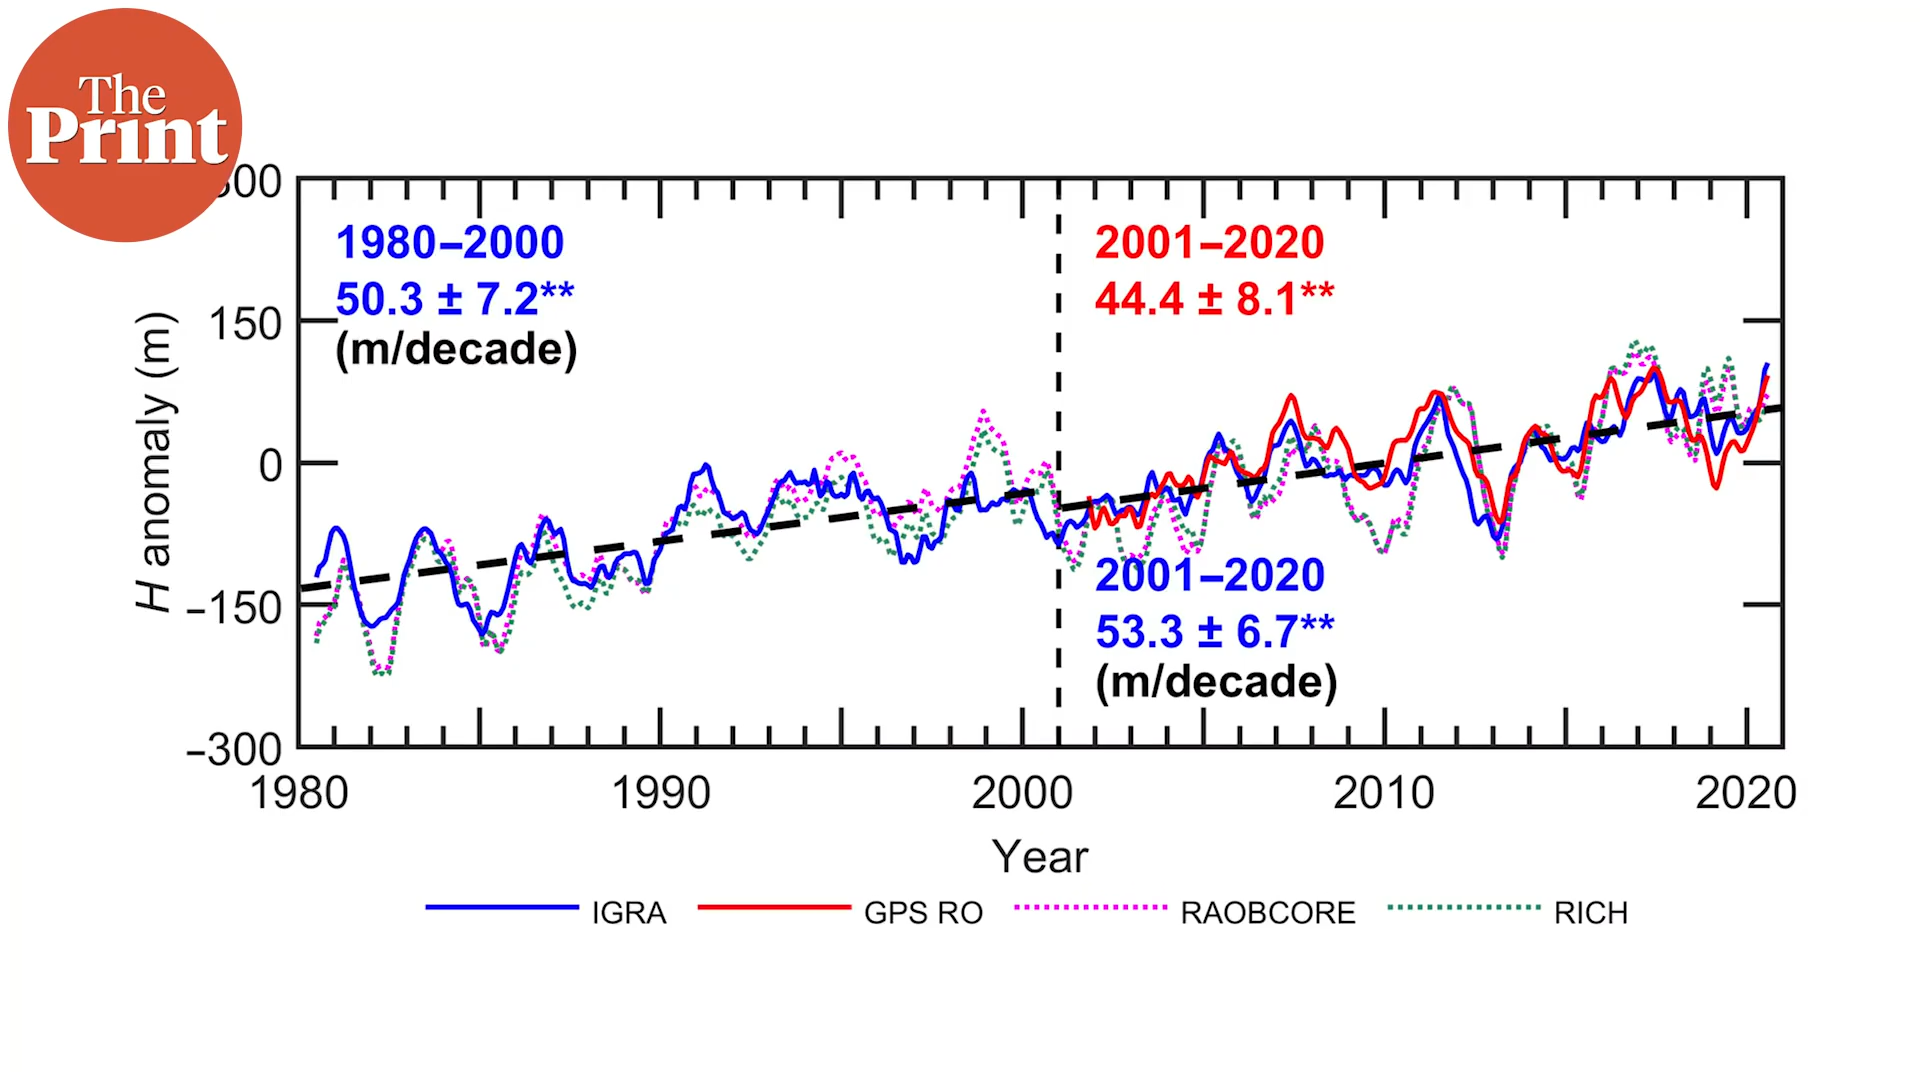 The
Print
300
1980–2000
50.3 ± 7.2**
(m/decade)
2001–2020
44.4 ± 8.1**
150
0
−150
−300
H anomaly (m)
2001–2020
53.3 ± 6.7**
(m/decade)
1980 1990 2000 2010 2020
Year
IGRA GPS RO RAOBCORE RICH